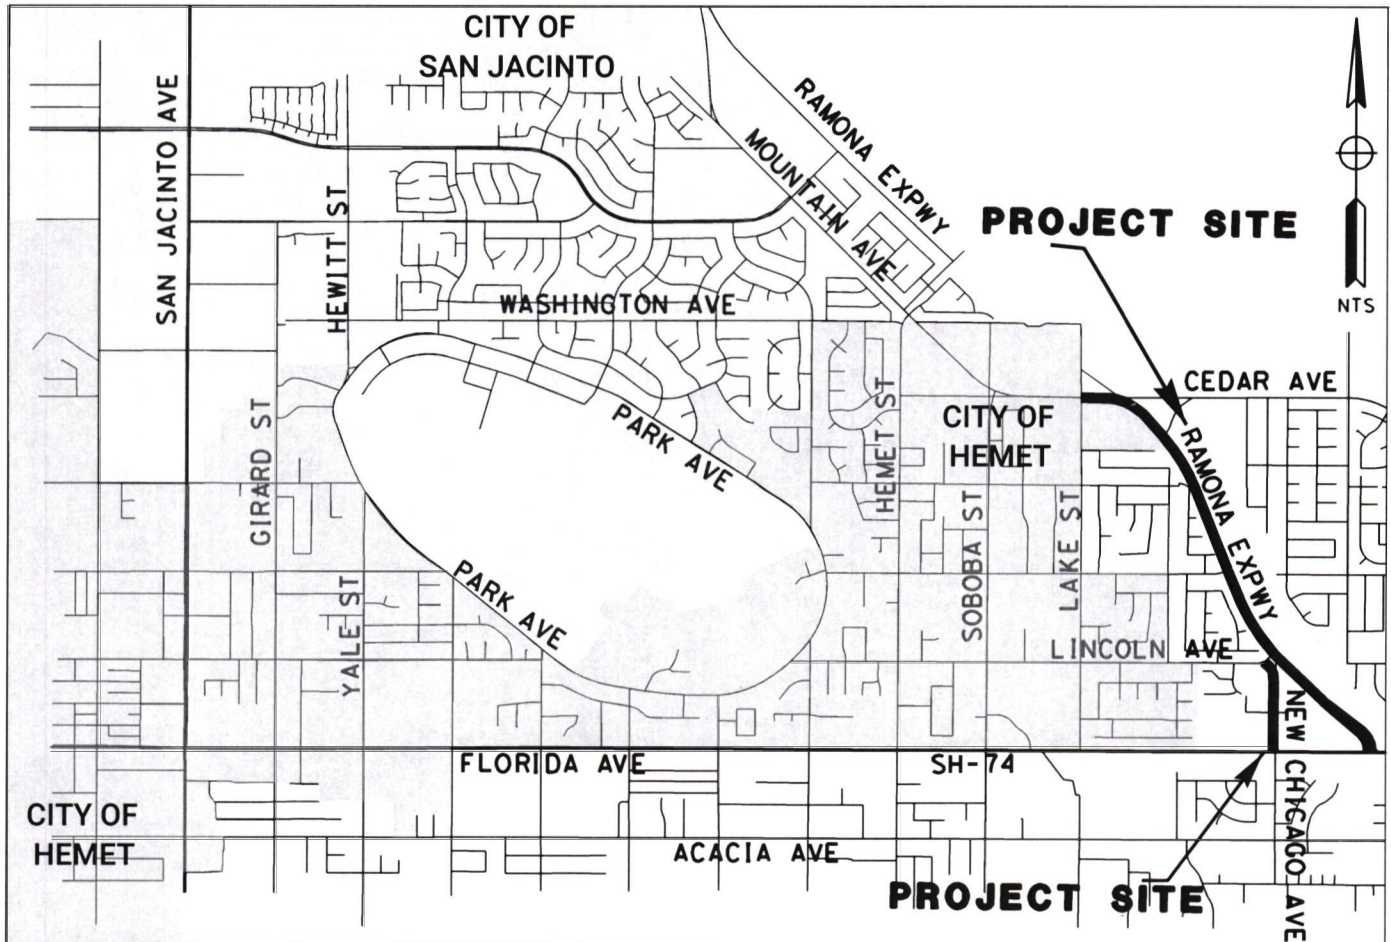 CITY OF
SAN JACINTO
RAMONA EXPWY
SAN JACINTO AVE
MOUNTAIN AVE
HEWITT ST
PROJECT SITE
WASHINGTON AVE
NTS
CEDAR AVE
GIRARD ST
PARK AVE
HEMET ST
CITY OF
HEMET
RAMONA EXPWY
SOBOBA ST
LAKE ST
PARK AVE
YALE ST
LINCOLN AVE
NEW CHICAGO AVE
FLORIDA AVE
SH-74
CITY OF
HEMET
ACACIA AVE
PROJECT SITE